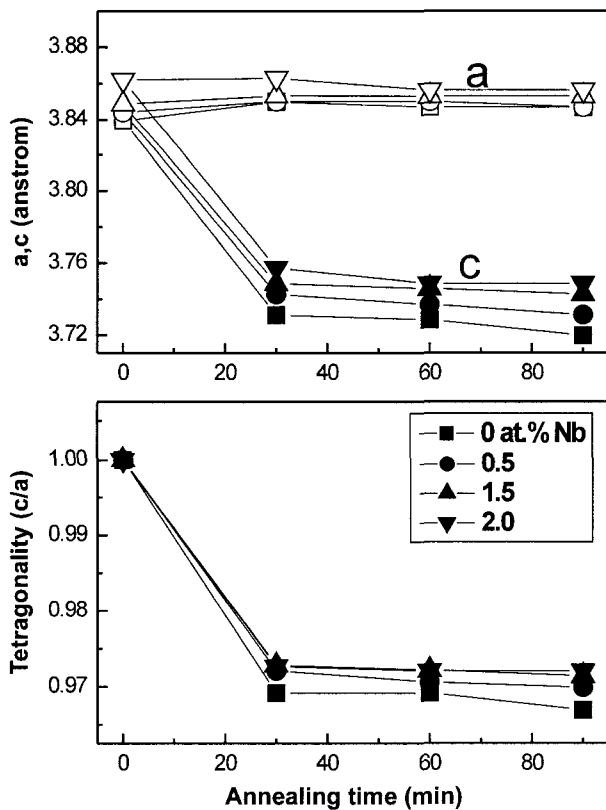 3.88
3.84
3.80
3.76
3.72
a,c (anstrom)
a
c
0 20 40 60 80
1.00
0.99
0.98
0.97
Tetragonality (c/a)
0 at.% Nb
0.5
1.5
2.0
0 20 40 60 80
Annealing time (min)